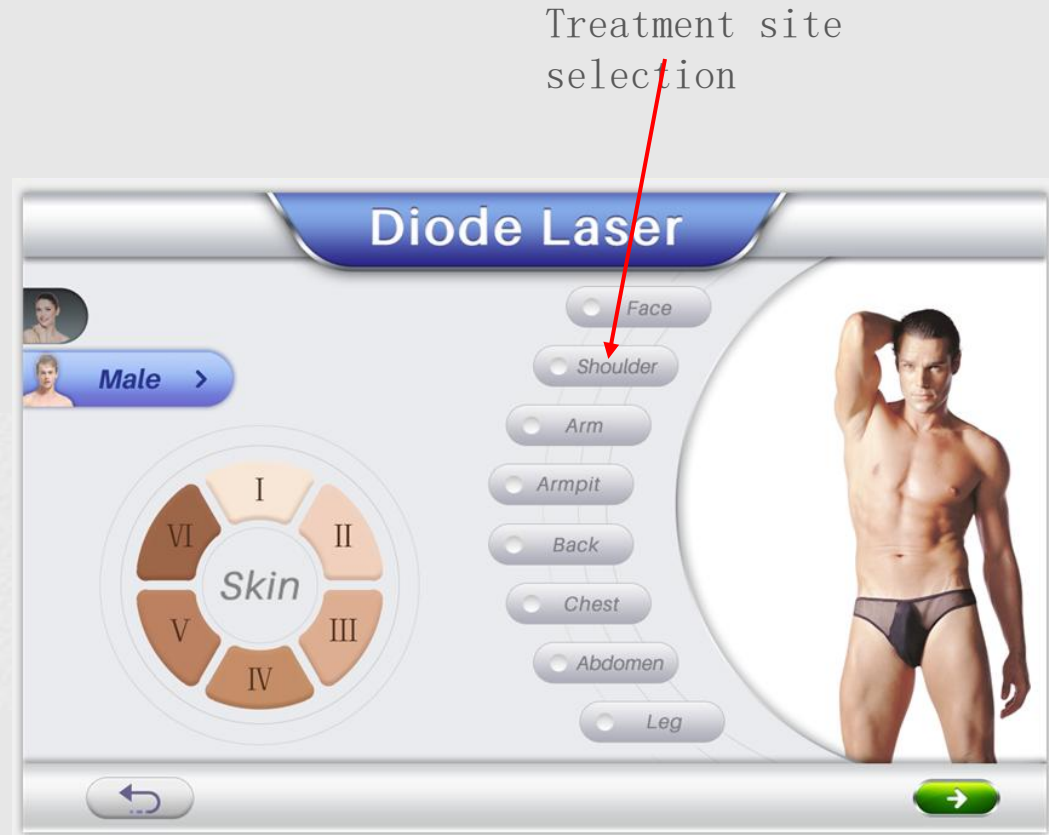 Treatment site
selection
Diode Laser
Face
Male >
Shoulder
Arm
Armpit
Back
Chest
Abdomen
Leg
I
II
III
IV
V
VI
Skin